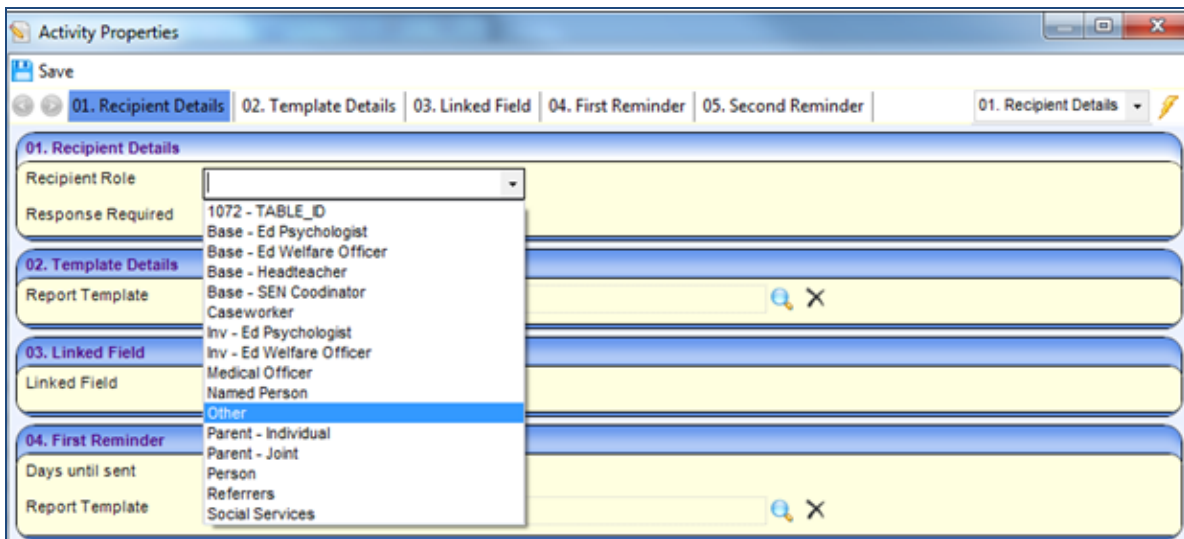 Activity Properties
Save
01. Recipient Details 02. Template Details 03. Linked Field 04. First Reminder 05. Second Reminder 01. Recipient Details
01. Recipient Details
Recipient Role
Response Required
1072 - TABLE_ID
Base - Ed Psychologist
Base - Ed Welfare Officer
Base - Headteacher
Base - SEN Coodinator
Caseworker
Inv - Ed Psychologist
Inv - Ed Welfare Officer
Medical Officer
Named Person
Other
Parent - Individual
Parent - Joint
Person
Referrers
Social Services
02. Template Details
Report Template
03. Linked Field
Linked Field
04. First Reminder
Days until sent
Report Template